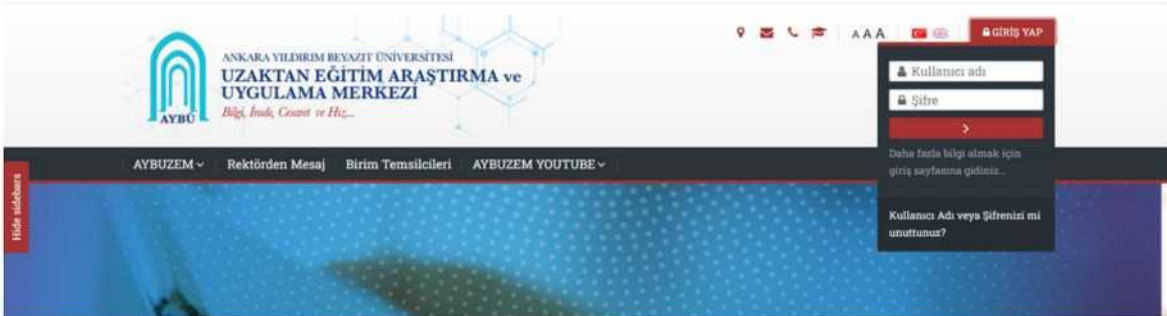 ANKARA YILDIRIM BEYAZIT ÜNİVERSİTESİ
UZAKTAN EĞİTİM ARAŞTIRMA ve
UYGULAMA MERKEZİ
Bilgi, İrade, Cesaret ve Hız...
AYBÜ
A A A
GİRİŞ YAP
Kullanıcı adı
Şifre
Daha fazla bilgi almak için
giriş sayfasına gidiniz...
Kullanıcı Adı veya Şifrenizi mi
unuttunuz?
AYBUZEM
Rektörden Mesaj
Birim Temsilcileri
AYBUZEM YOUTUBE
Hide sidebars